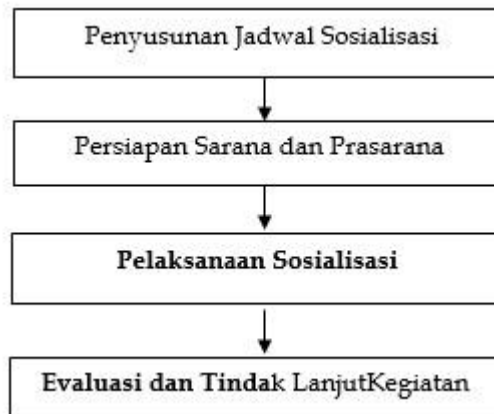 Penyusunan Jadwal Sosialisasi
Persiapan Sarana dan Prasarana
Pelaksanaan Sosialisasi
Evaluasi dan Tindak LanjutKegiatan